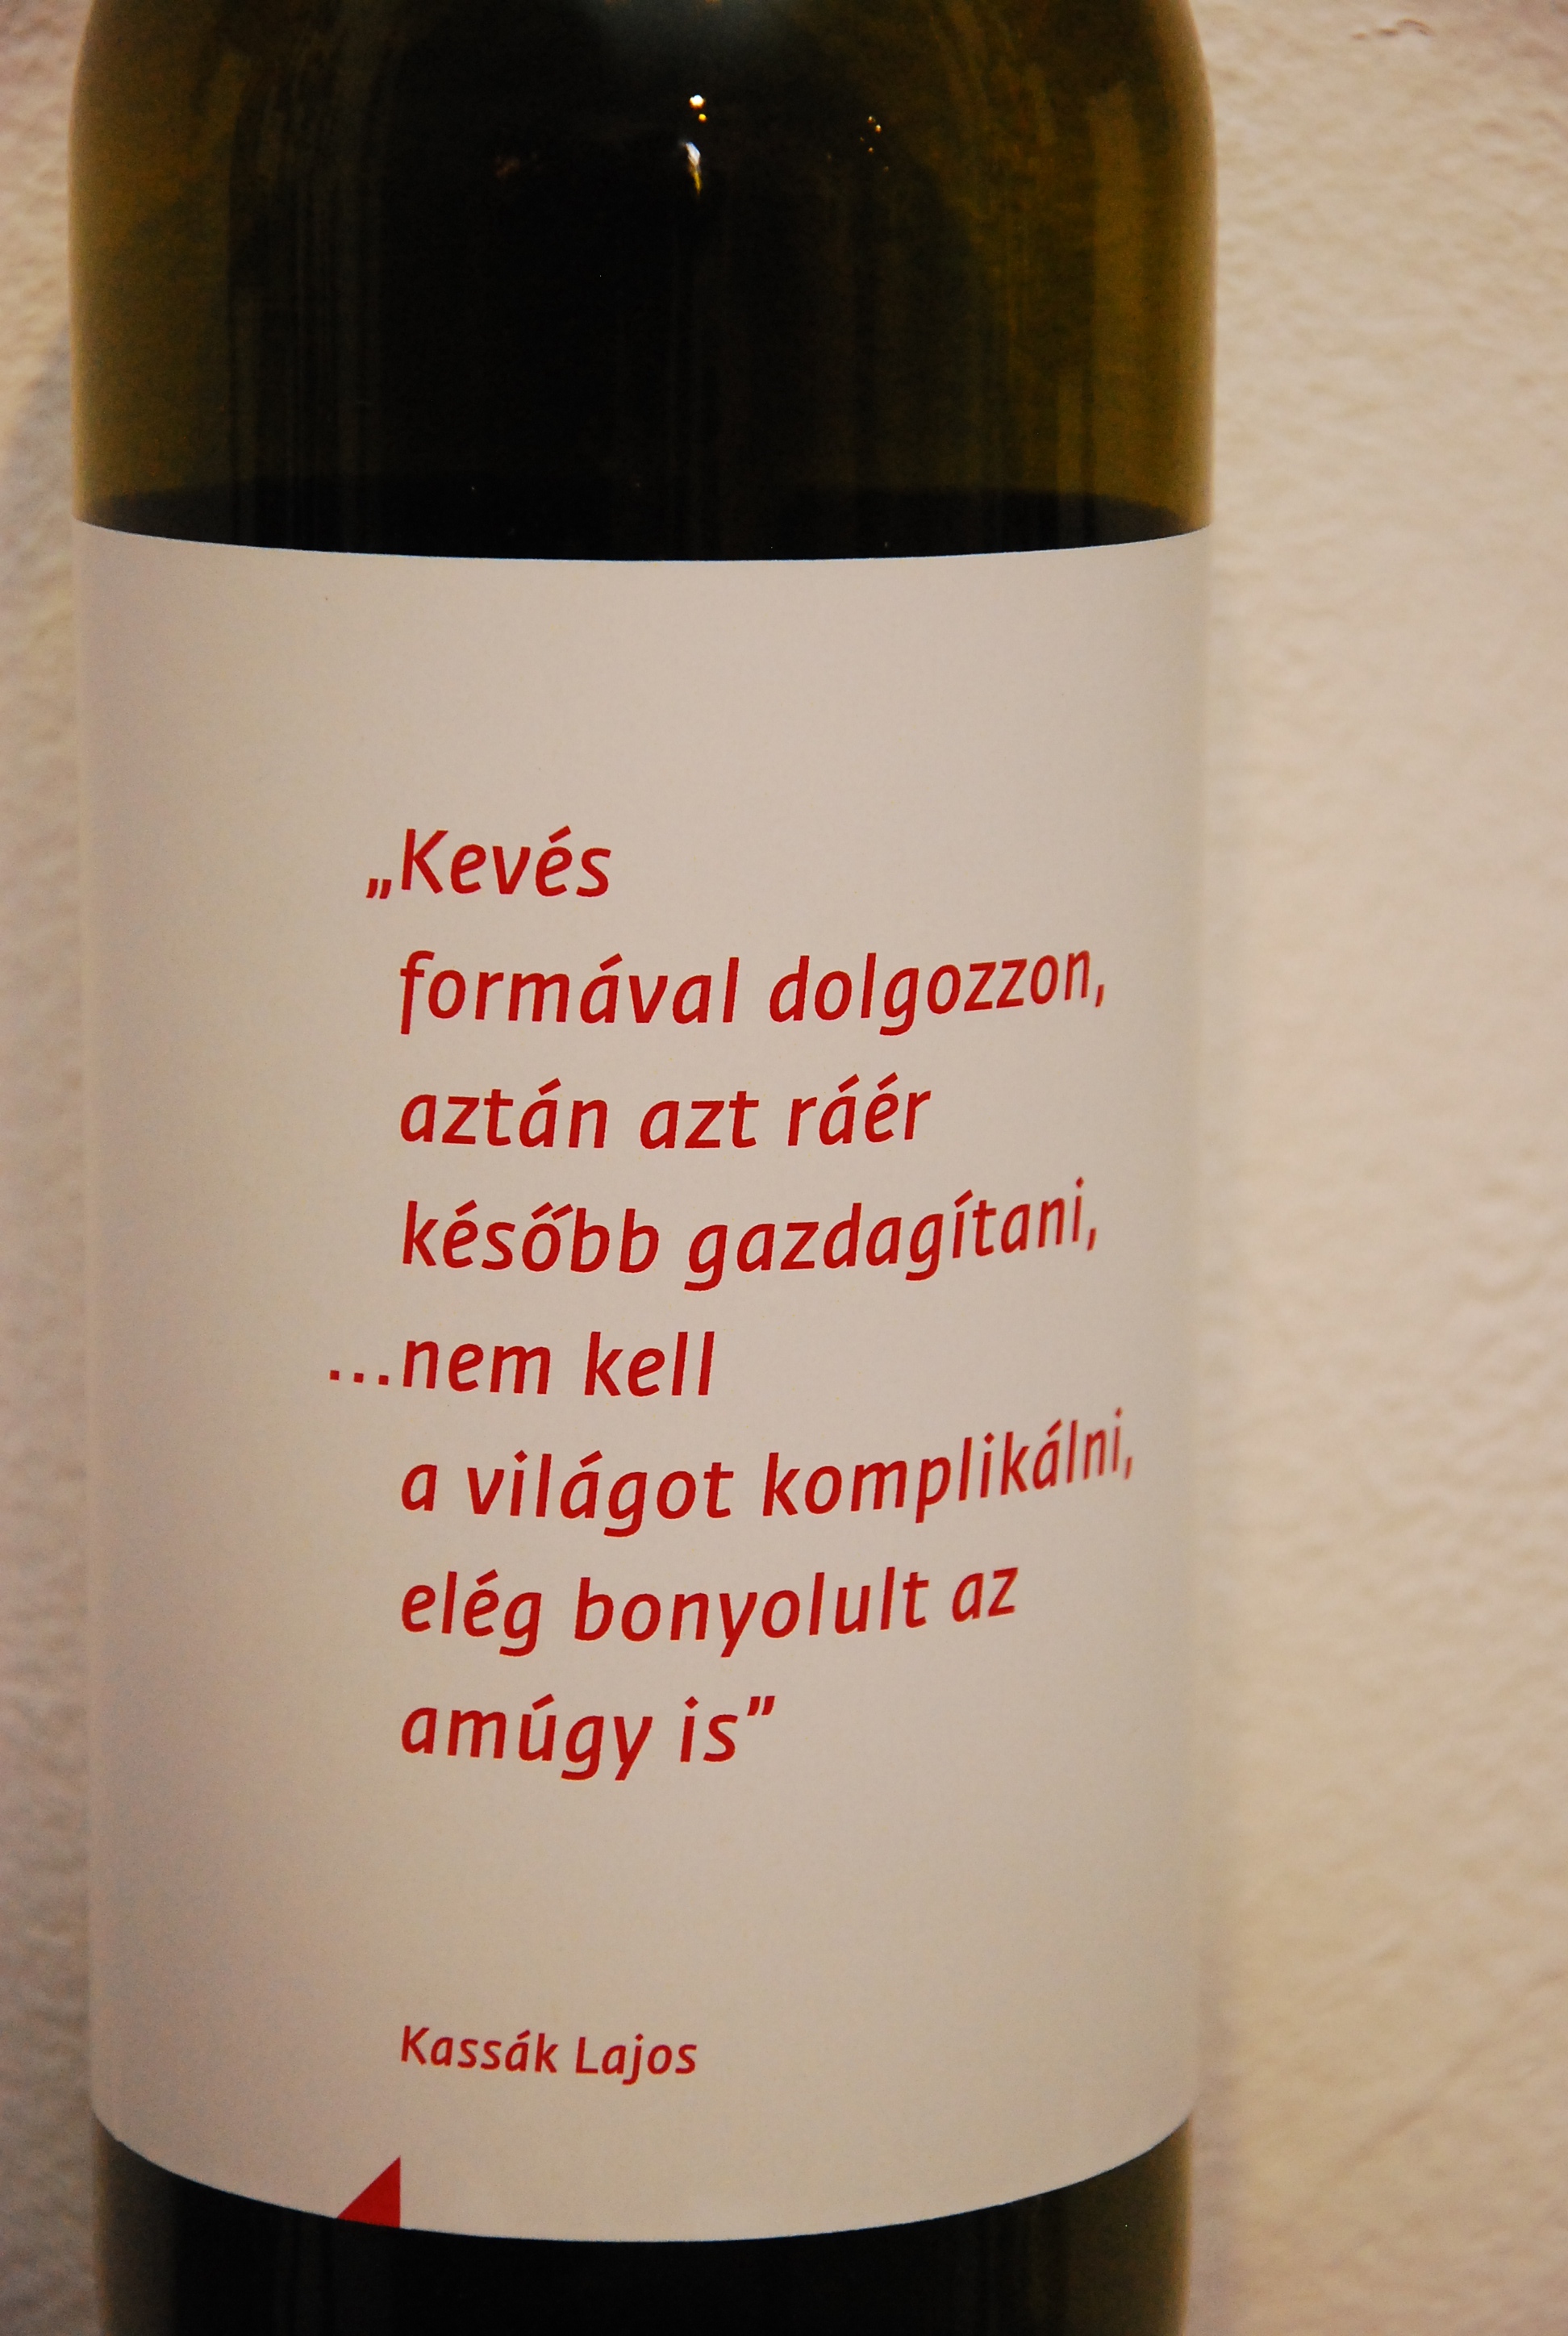 „Kevés
formával dolgozzon,
aztán azt ráér
később gazdagítani,
...nem kell
a világot komplikálni,
elég bonyolult az
amúgy is”
Kassák Lajos